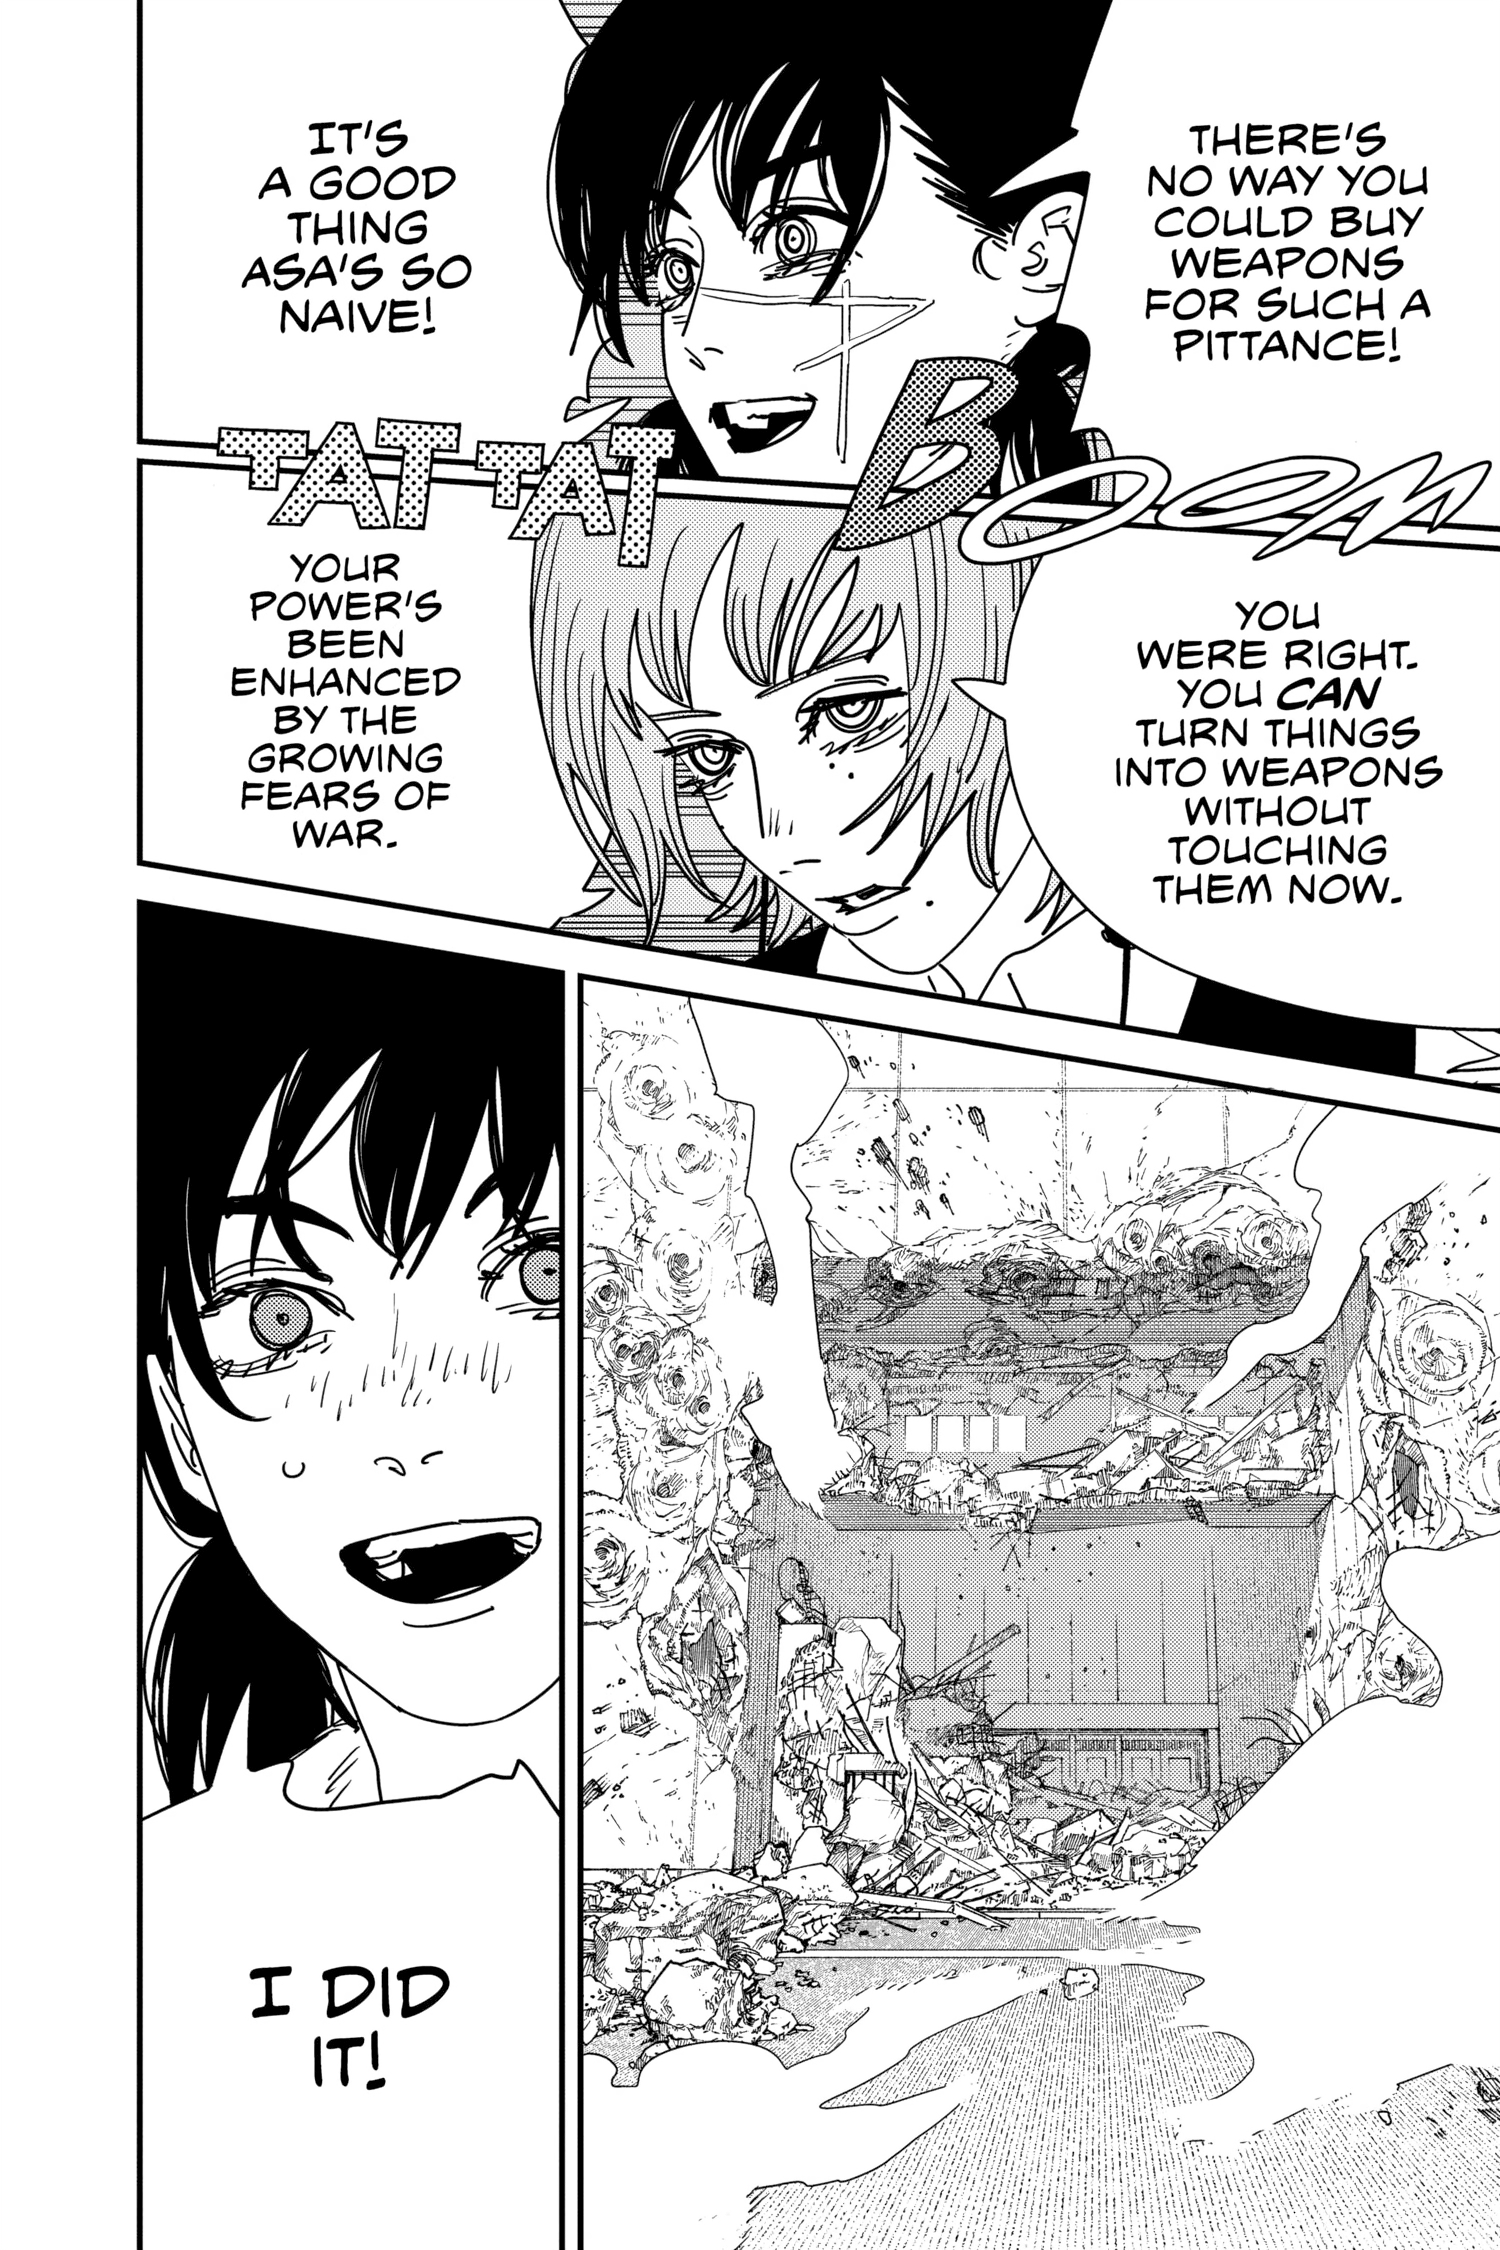 THERE'S
NO WAY YOU
COULD BUY
WEAPONS
FOR SUCH A
PITTANCE!
IT'S
A GOOD
THING
ASA'S SO
NAIVE!
BOOM
TAT TAT
YOU
WERE RIGHT.
YOU CAN
TURN THINGS
INTO WEAPONS
WITHOUT
TOUCHING
THEM NOW.
YOUR
POWER'S
BEEN
ENHANCED
BY THE
GROWING
FEARS OF
WAR.
I DID
IT!